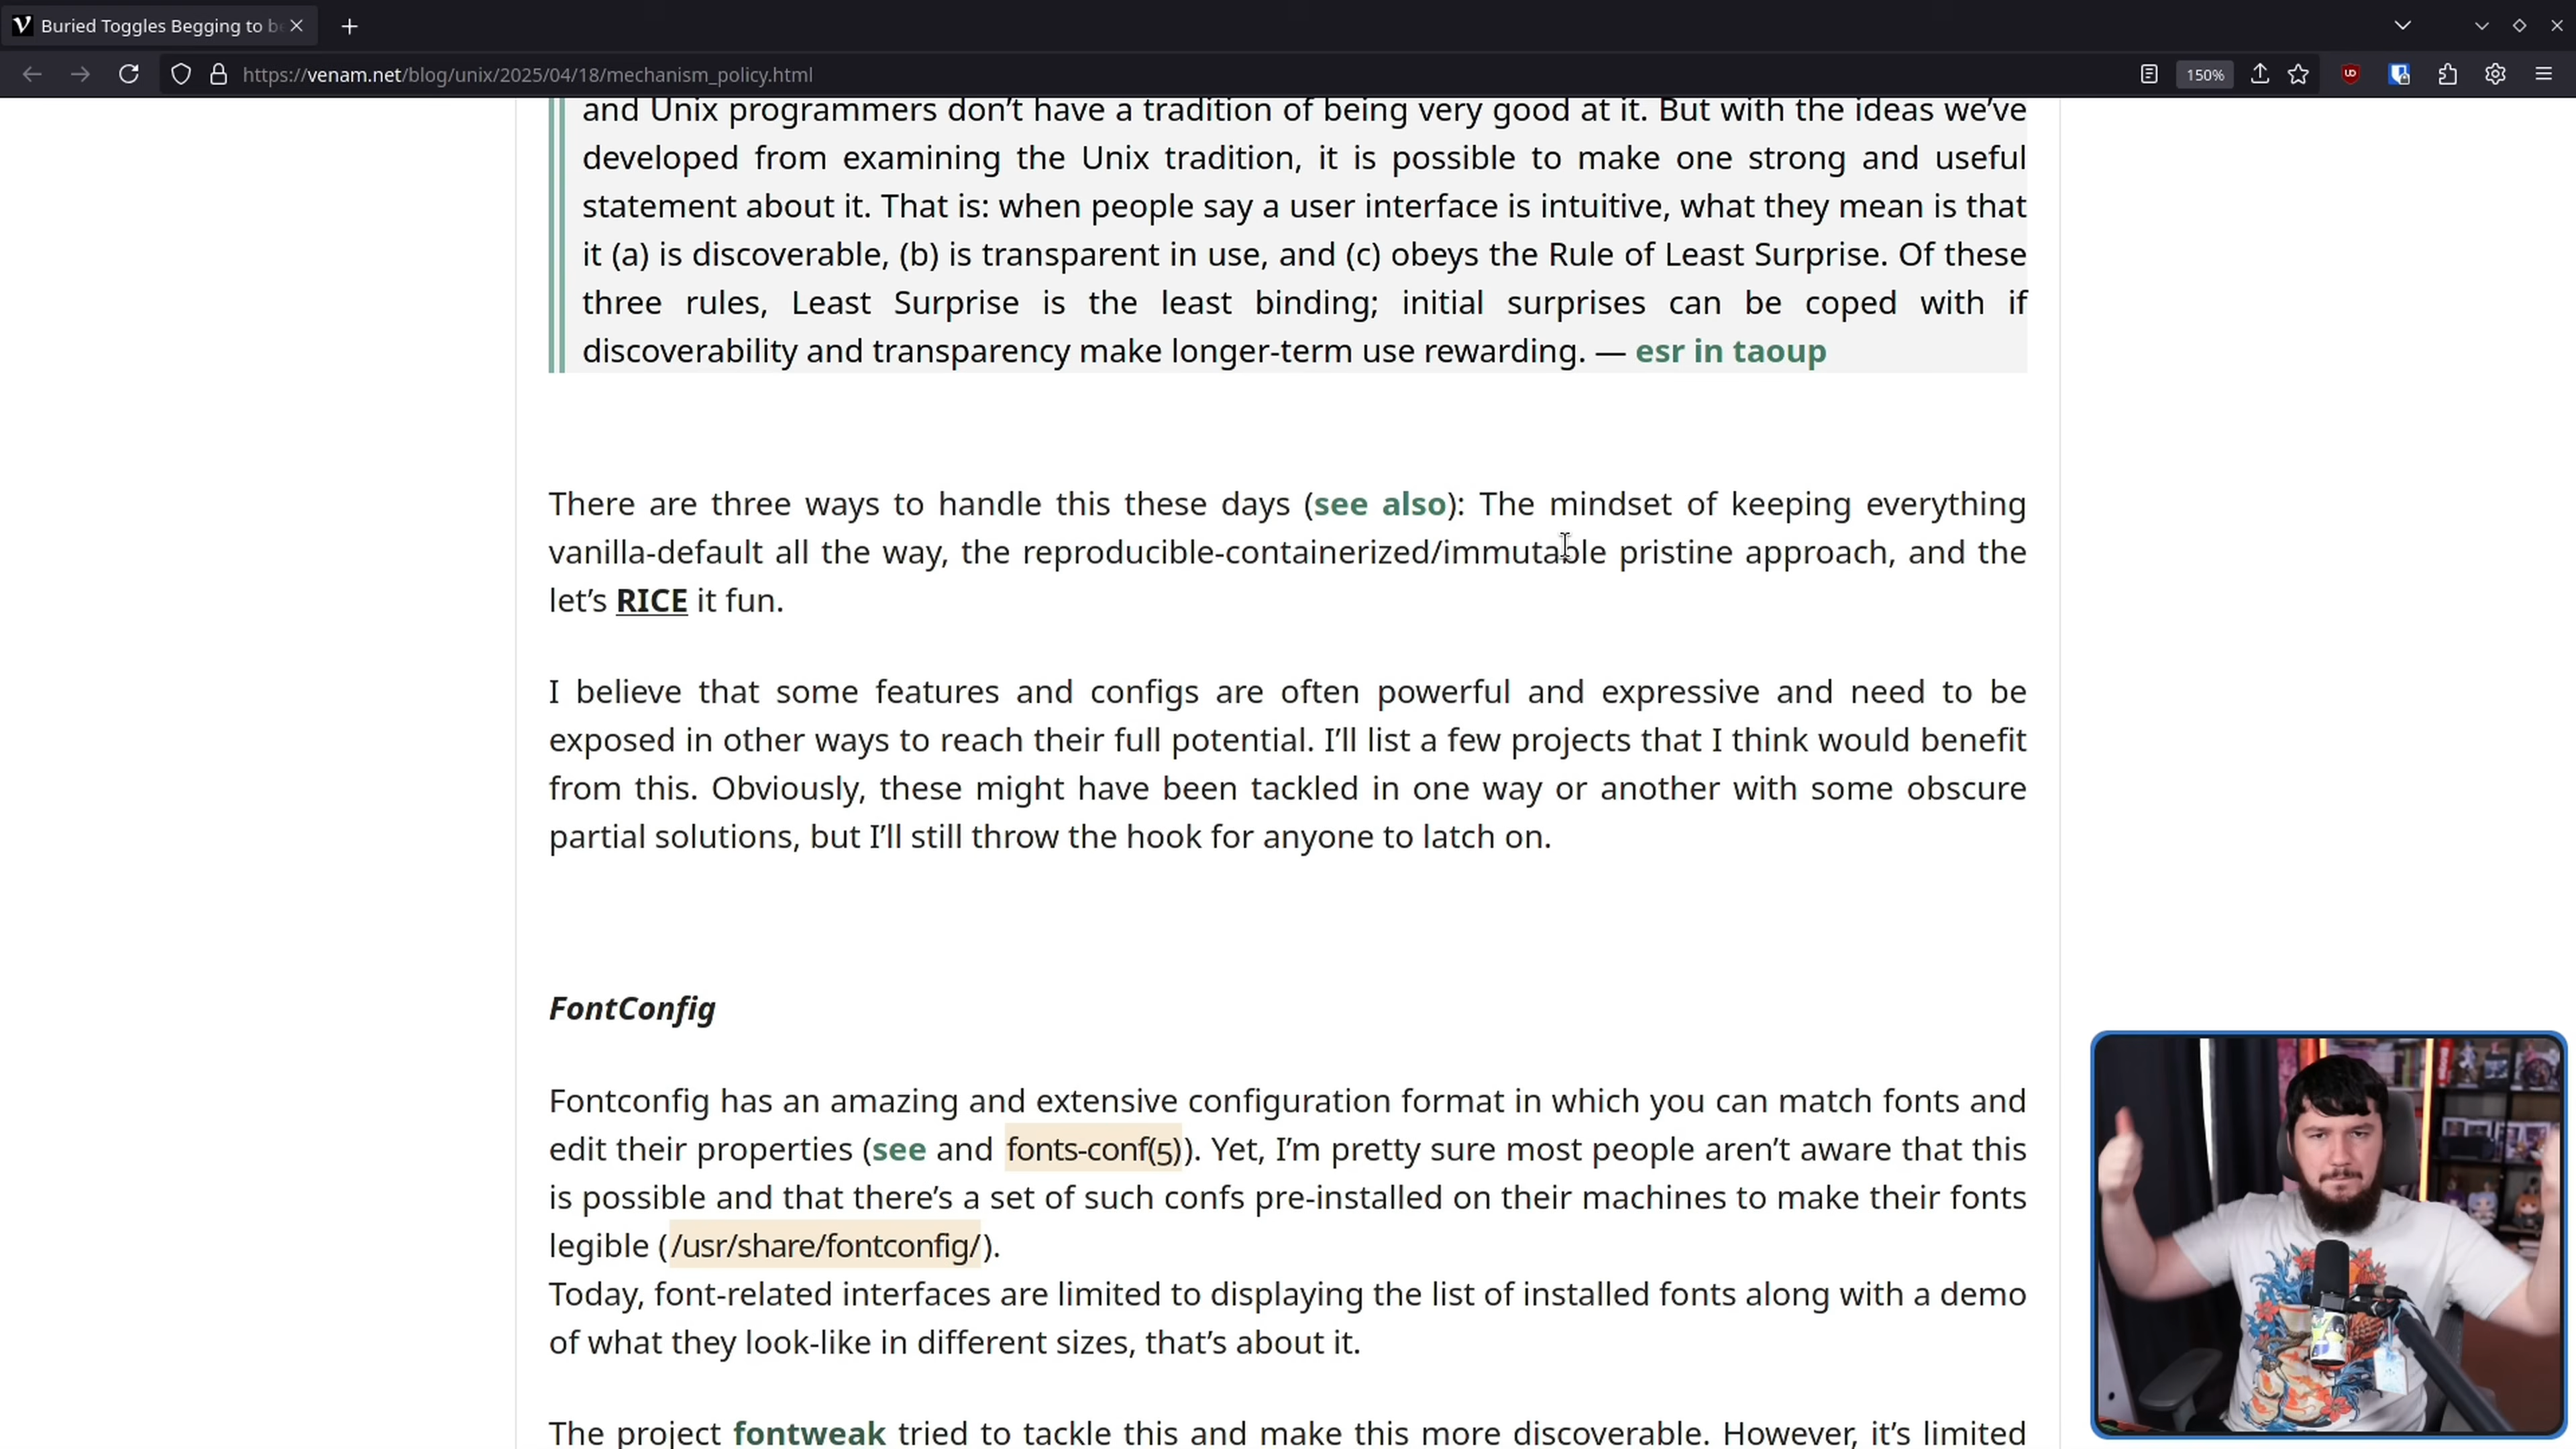 Buried Toggles Begging to be
https://venam.net/blog/unix/2025/04/18/mechanism_policy.html
150%
and Unix programmers don’t have a tradition of being very good at it. But with the ideas we’ve
developed from examining the Unix tradition, it is possible to make one strong and useful
statement about it. That is: when people say a user interface is intuitive, what they mean is that
it (a) is discoverable, (b) is transparent in use, and (c) obeys the Rule of Least Surprise. Of these
three rules, Least Surprise is the least binding; initial surprises can be coped with if
discoverability and transparency make longer-term use rewarding. — esr in taoup
There are three ways to handle this these days (see also): The mindset of keeping everything
vanilla-default all the way, the reproducible-containerized/immutable pristine approach, and the
let’s RICE it fun.
I believe that some features and configs are often powerful and expressive and need to be
exposed in other ways to reach their full potential. I’ll list a few projects that I think would benefit
from this. Obviously, these might have been tackled in one way or another with some obscure
partial solutions, but I’ll still throw the hook for anyone to latch on.
FontConfig
Fontconfig has an amazing and extensive configuration format in which you can match fonts and
edit their properties (see and fonts-conf(5)). Yet, I’m pretty sure most people aren’t aware that this
is possible and that there’s a set of such confs pre-installed on their machines to make their fonts
legible (/usr/share/fontconfig/).
Today, font-related interfaces are limited to displaying the list of installed fonts along with a demo
of what they look-like in different sizes, that’s about it.
The project fontweak tried to tackle this and make this more discoverable. However, it’s limited